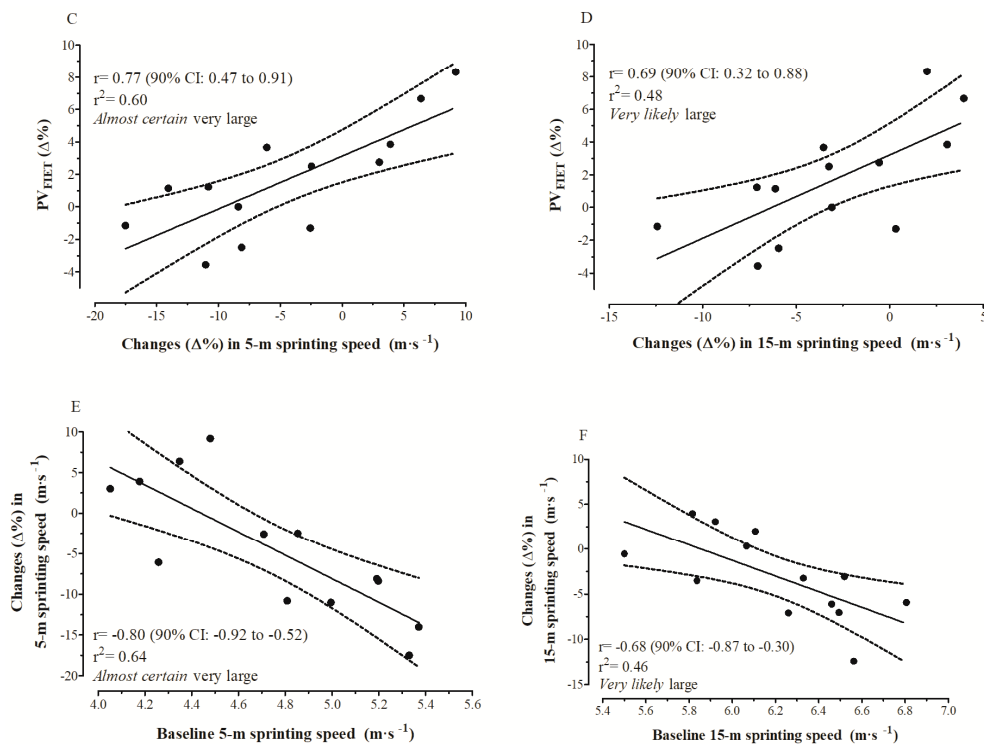 C
10
8
6
4
2
0
-2
-4
PV_FIET (Δ%)
r= 0.77 (90% CI: 0.47 to 0.91)
r²= 0.60
Almost certain very large
-20 -15 -10 -5 0 5 10
Changes (Δ%) in 5-m sprinting speed (m·s⁻¹)
D
10
8
6
4
2
0
-2
-4
PV_FIET (Δ%)
r= 0.69 (90% CI: 0.32 to 0.88)
r²= 0.48
Very likely large
-15 -10 -5 0 5
Changes (Δ%) in 15-m sprinting speed (m·s⁻¹)
E
10
5
0
-5
-10
-15
-20
Changes (Δ%) in
5-m sprinting speed (m·s⁻¹)
r= -0.80 (90% CI: -0.92 to -0.52)
r²= 0.64
Almost certain very large
4.0 4.2 4.4 4.6 4.8 5.0 5.2 5.4 5.6
Baseline 5-m sprinting speed (m·s⁻¹)
F
10
5
0
-5
-10
-15
Changes (Δ%) in
15-m sprinting speed (m·s⁻¹)
r= -0.68 (90% CI: -0.87 to -0.30)
r²= 0.46
Very likely large
5.4 5.6 5.8 6.0 6.2 6.4 6.6 6.8 7.0
Baseline 15-m sprinting speed (m·s⁻¹)